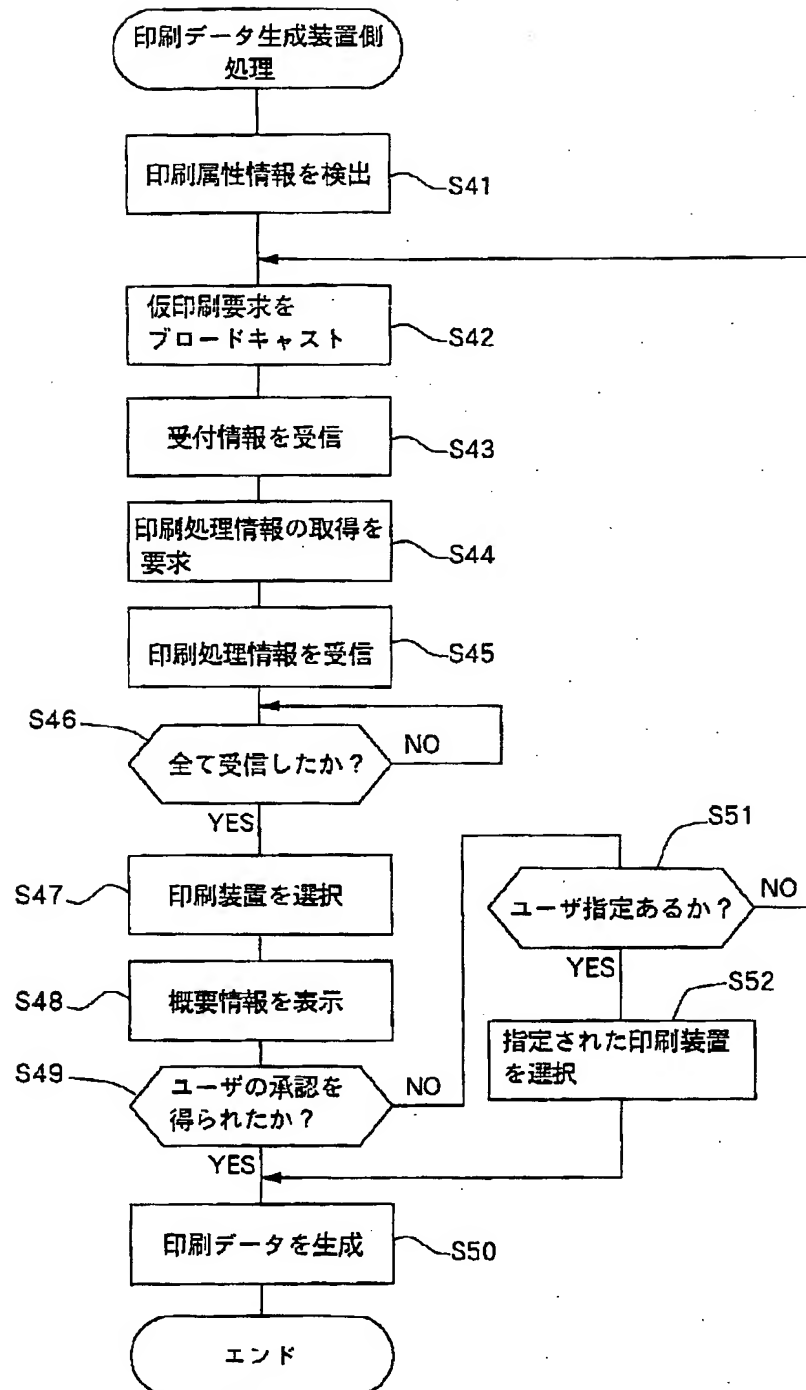 印刷データ生成装置側
処理
印刷属性情報を検出
S41
仮印刷要求を
ブロードキャスト
S42
受付情報を受信
S43
印刷処理情報の取得を
要求
S44
印刷処理情報を受信
S45
S46
全て受信したか？
NO
YES
S47
印刷装置を選択
S48
概要情報を表示
S49
ユーザの承認を
得られたか？
NO
YES
S51
ユーザ指定あるか？
NO
YES
S52
指定された印刷装置
を選択
印刷データを生成
S50
エンド